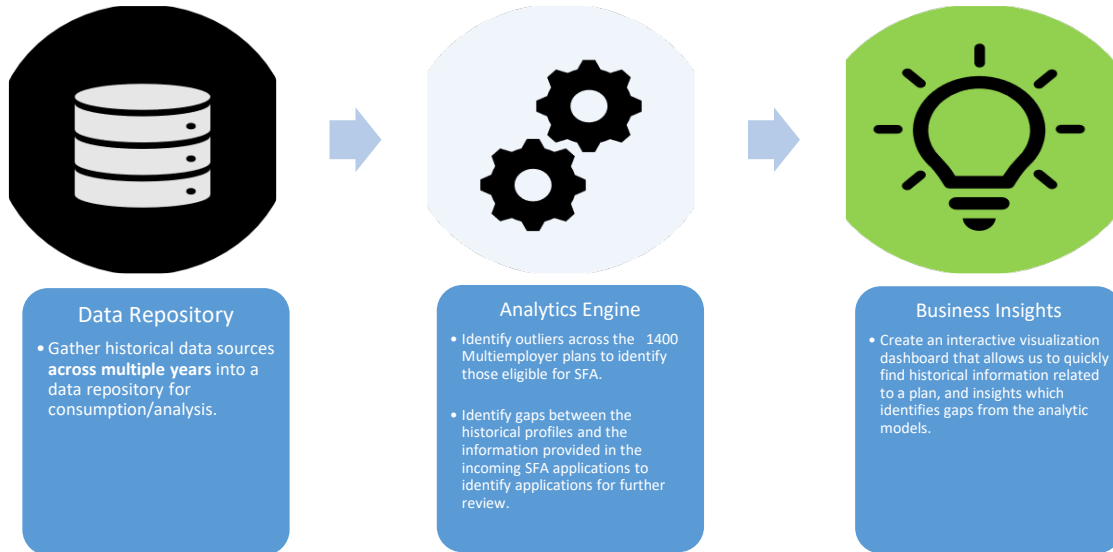 Data Repository
• Gather historical data sources
across multiple years into a
data repository for
consumption/analysis.
Analytics Engine
• Identify outliers across the 1400
Multiemployer plans to identify
those eligible for SFA.
• Identify gaps between the
historical profiles and the
information provided in the
incoming SFA applications to
identify applications for further
review.
Business Insights
• Create an interactive visualization
dashboard that allows us to quickly
find historical information related
to a plan, and insights which
identifies gaps from the analytic
models.